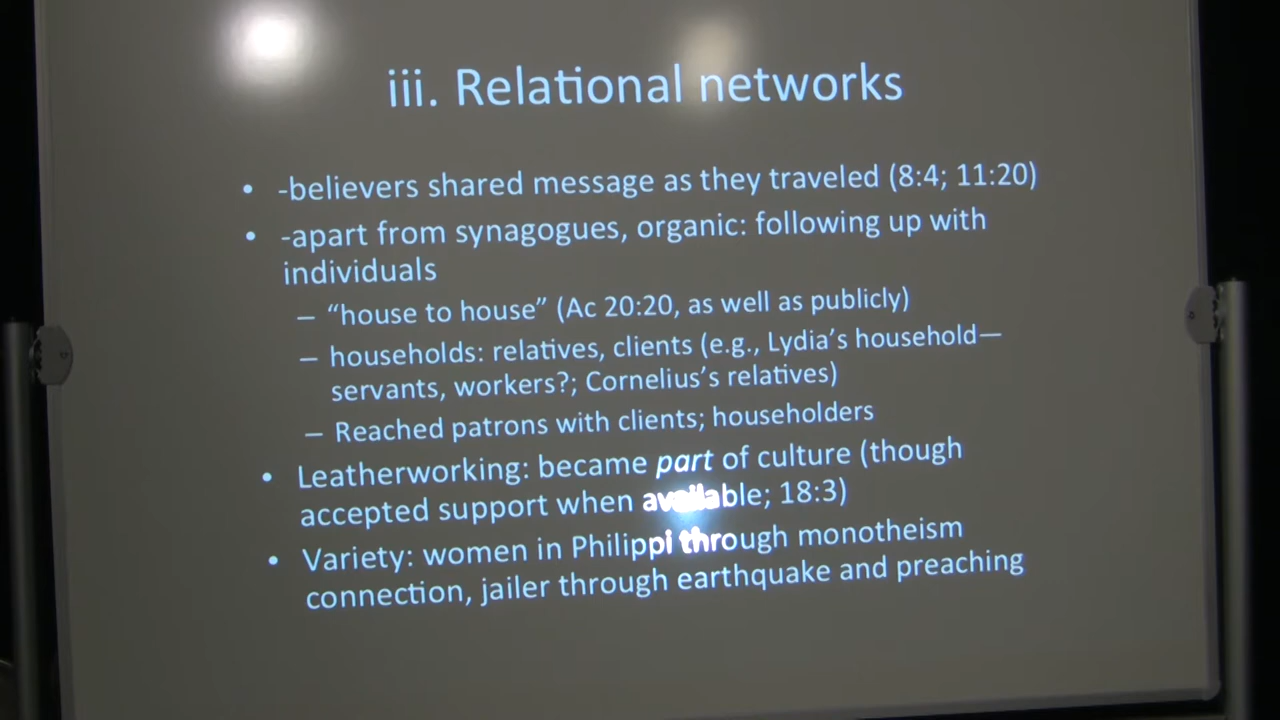 iii. Relational networks
• -believers shared message as they traveled (8:4; 11:20)
• -apart from synagogues, organic: following up with
individuals
– “house to house” (Ac 20:20, as well as publicly)
– households: relatives, clients (e.g., Lydia’s household—
servants, workers?; Cornelius’s relatives)
– Reached patrons with clients; householders
• Leatherworking: became part of culture (though
accepted support when available; 18:3)
• Variety: women in Philippi through monotheism
connection, jailer through earthquake and preaching